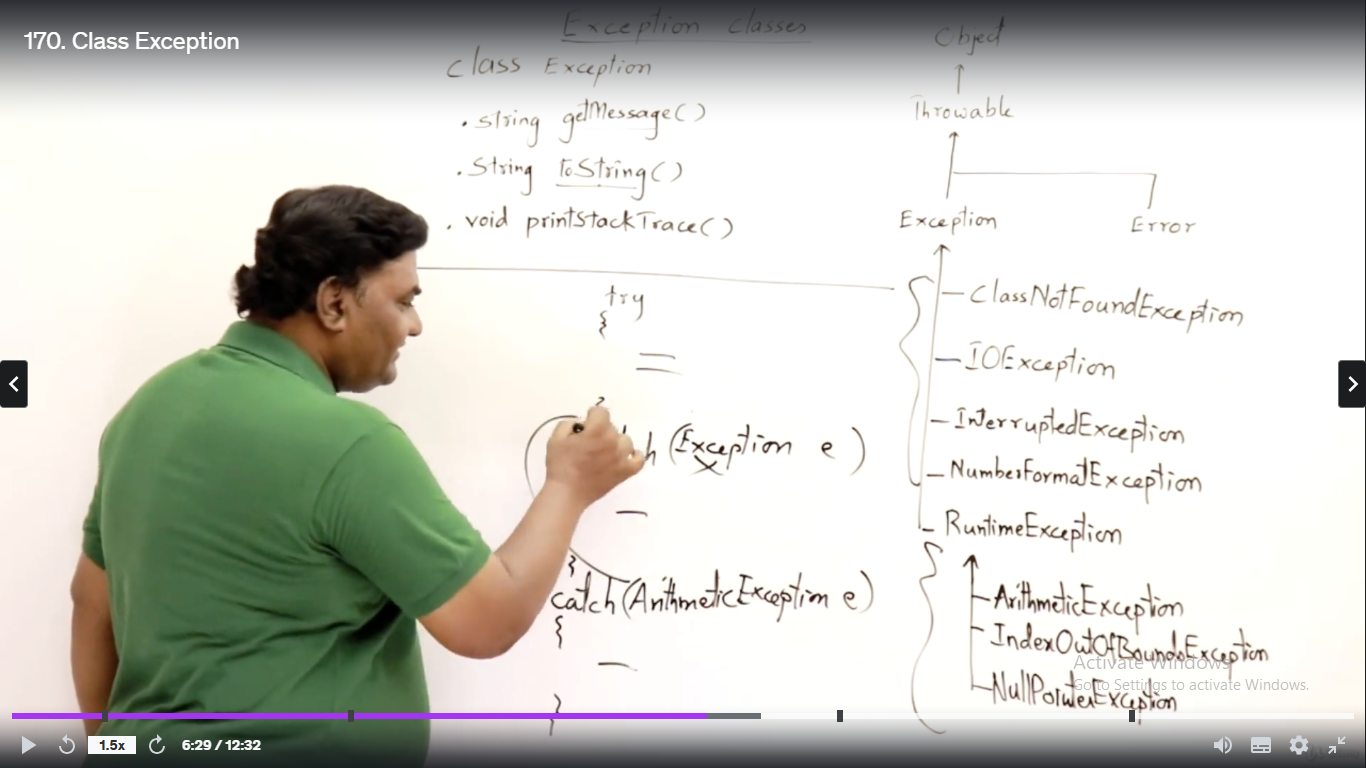 170. Class Exception
Exception Classes
class Exception
. String getMessage()
. String toString()
. void printStackTrace()
try
{
}
(Exception e)
}
catch(ArithmeticException e)
{
}
Object
Throwable
Exception
Error
ClassNotFoundException
IOException
InterruptedException
NumberFormatException
RuntimeException
ArithmeticException
IndexOutOfBoundsException
NullPointerException
Activate Windows
Go to Settings to activate Windows.
1.5x
6:29 / 12:32